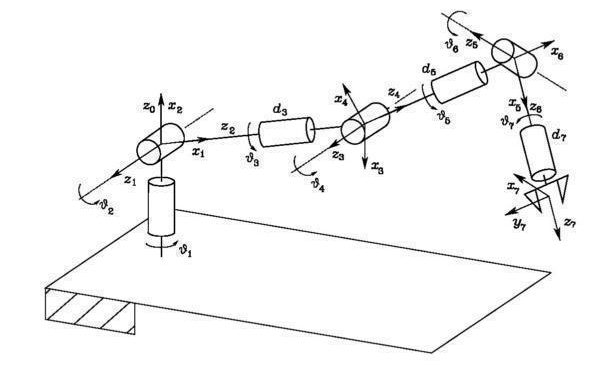 ϑ₆ z₅ x₆
z₀ x₂ d₃ x₄ z₄ d₅ x₅ z₆
x₁ z₂ ϑ₃ ϑ₅ ϑ₇ d₇
z₁ z₃ x₃
ϑ₂ ϑ₄ x₇
y₇ z₇
ϑ₁